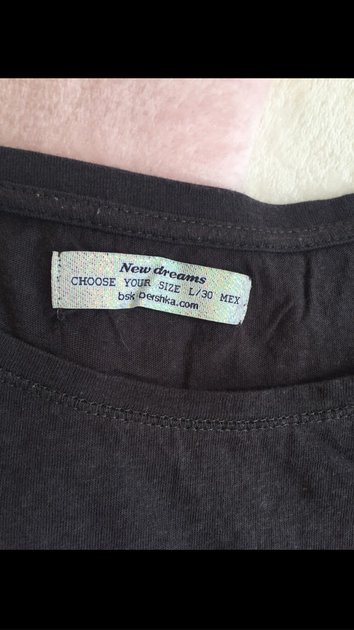 New dreams
CHOOSE YOUR SIZE L/30 MEX
bsk bershka.com